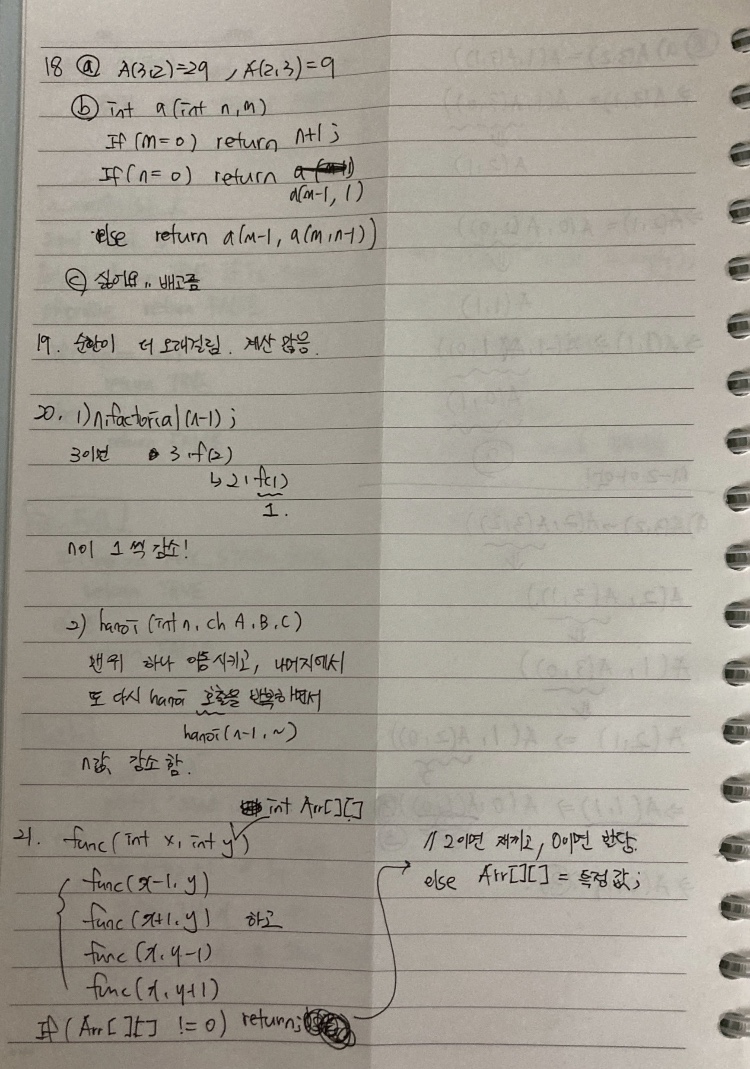 18 ⓐ A(3,2)=29 , A(2,3)=9
ⓑ int a(int n,m)
If(m=0) return n+1;
If(n=0) return
a(m-1, 1)
else return a(m-1, a(m,n-1))
ⓒ 싫어요.. 배고픔
19. 순환이 더 오래걸림. 계산 많음.
20. 1) n.factorial(n-1);
3이면 3.f(2)
↳ 2.f(1)
1.
n이 1씩 감소!
2) hanoi (int n, ch A,B,C)
맨위 하나 이동시키고, 나머지에서
또 다시 hanoi 호출을 반복하면서
hanoi(n-1,~)
n값 감소함.
int Arr[][]
21. func(int x, int y)
func(x-1, y)
func(x+1, y) 하고
func(x, y-1)
func(x, y+1)
If(Arr[][] != 0) return;
// 2이면 재끼고, 0이면 반납.
else Arr[][] = 특정값;